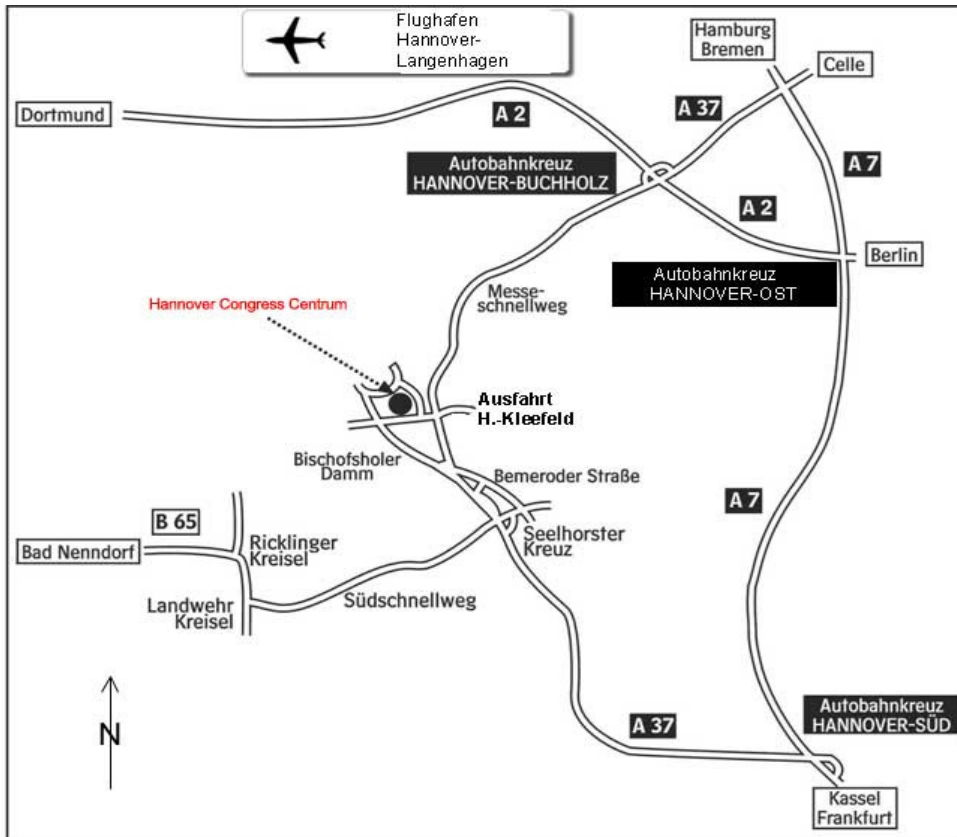 Flughafen
Hannover-
Langenhagen
Hamburg
Bremen
Celle
Dortmund
A 2
A 37
Autobahnkreuz
HANNOVER-BUCHHOLZ
A 7
A 2
Berlin
Autobahnkreuz
HANNOVER-OST
Messe-
schnellweg
Hannover Congress Centrum
Ausfahrt
H.-Kleefeld
Bischofsholer
Damm
Bemeroder Straße
A 7
B 65
Bad Nenndorf
Ricklinger
Kreisel
Seelhorster
Kreuz
Landwehr
Kreisel
Südschnellweg
N
A 37
Autobahnkreuz
HANNOVER-SÜD
Kassel
Frankfurt